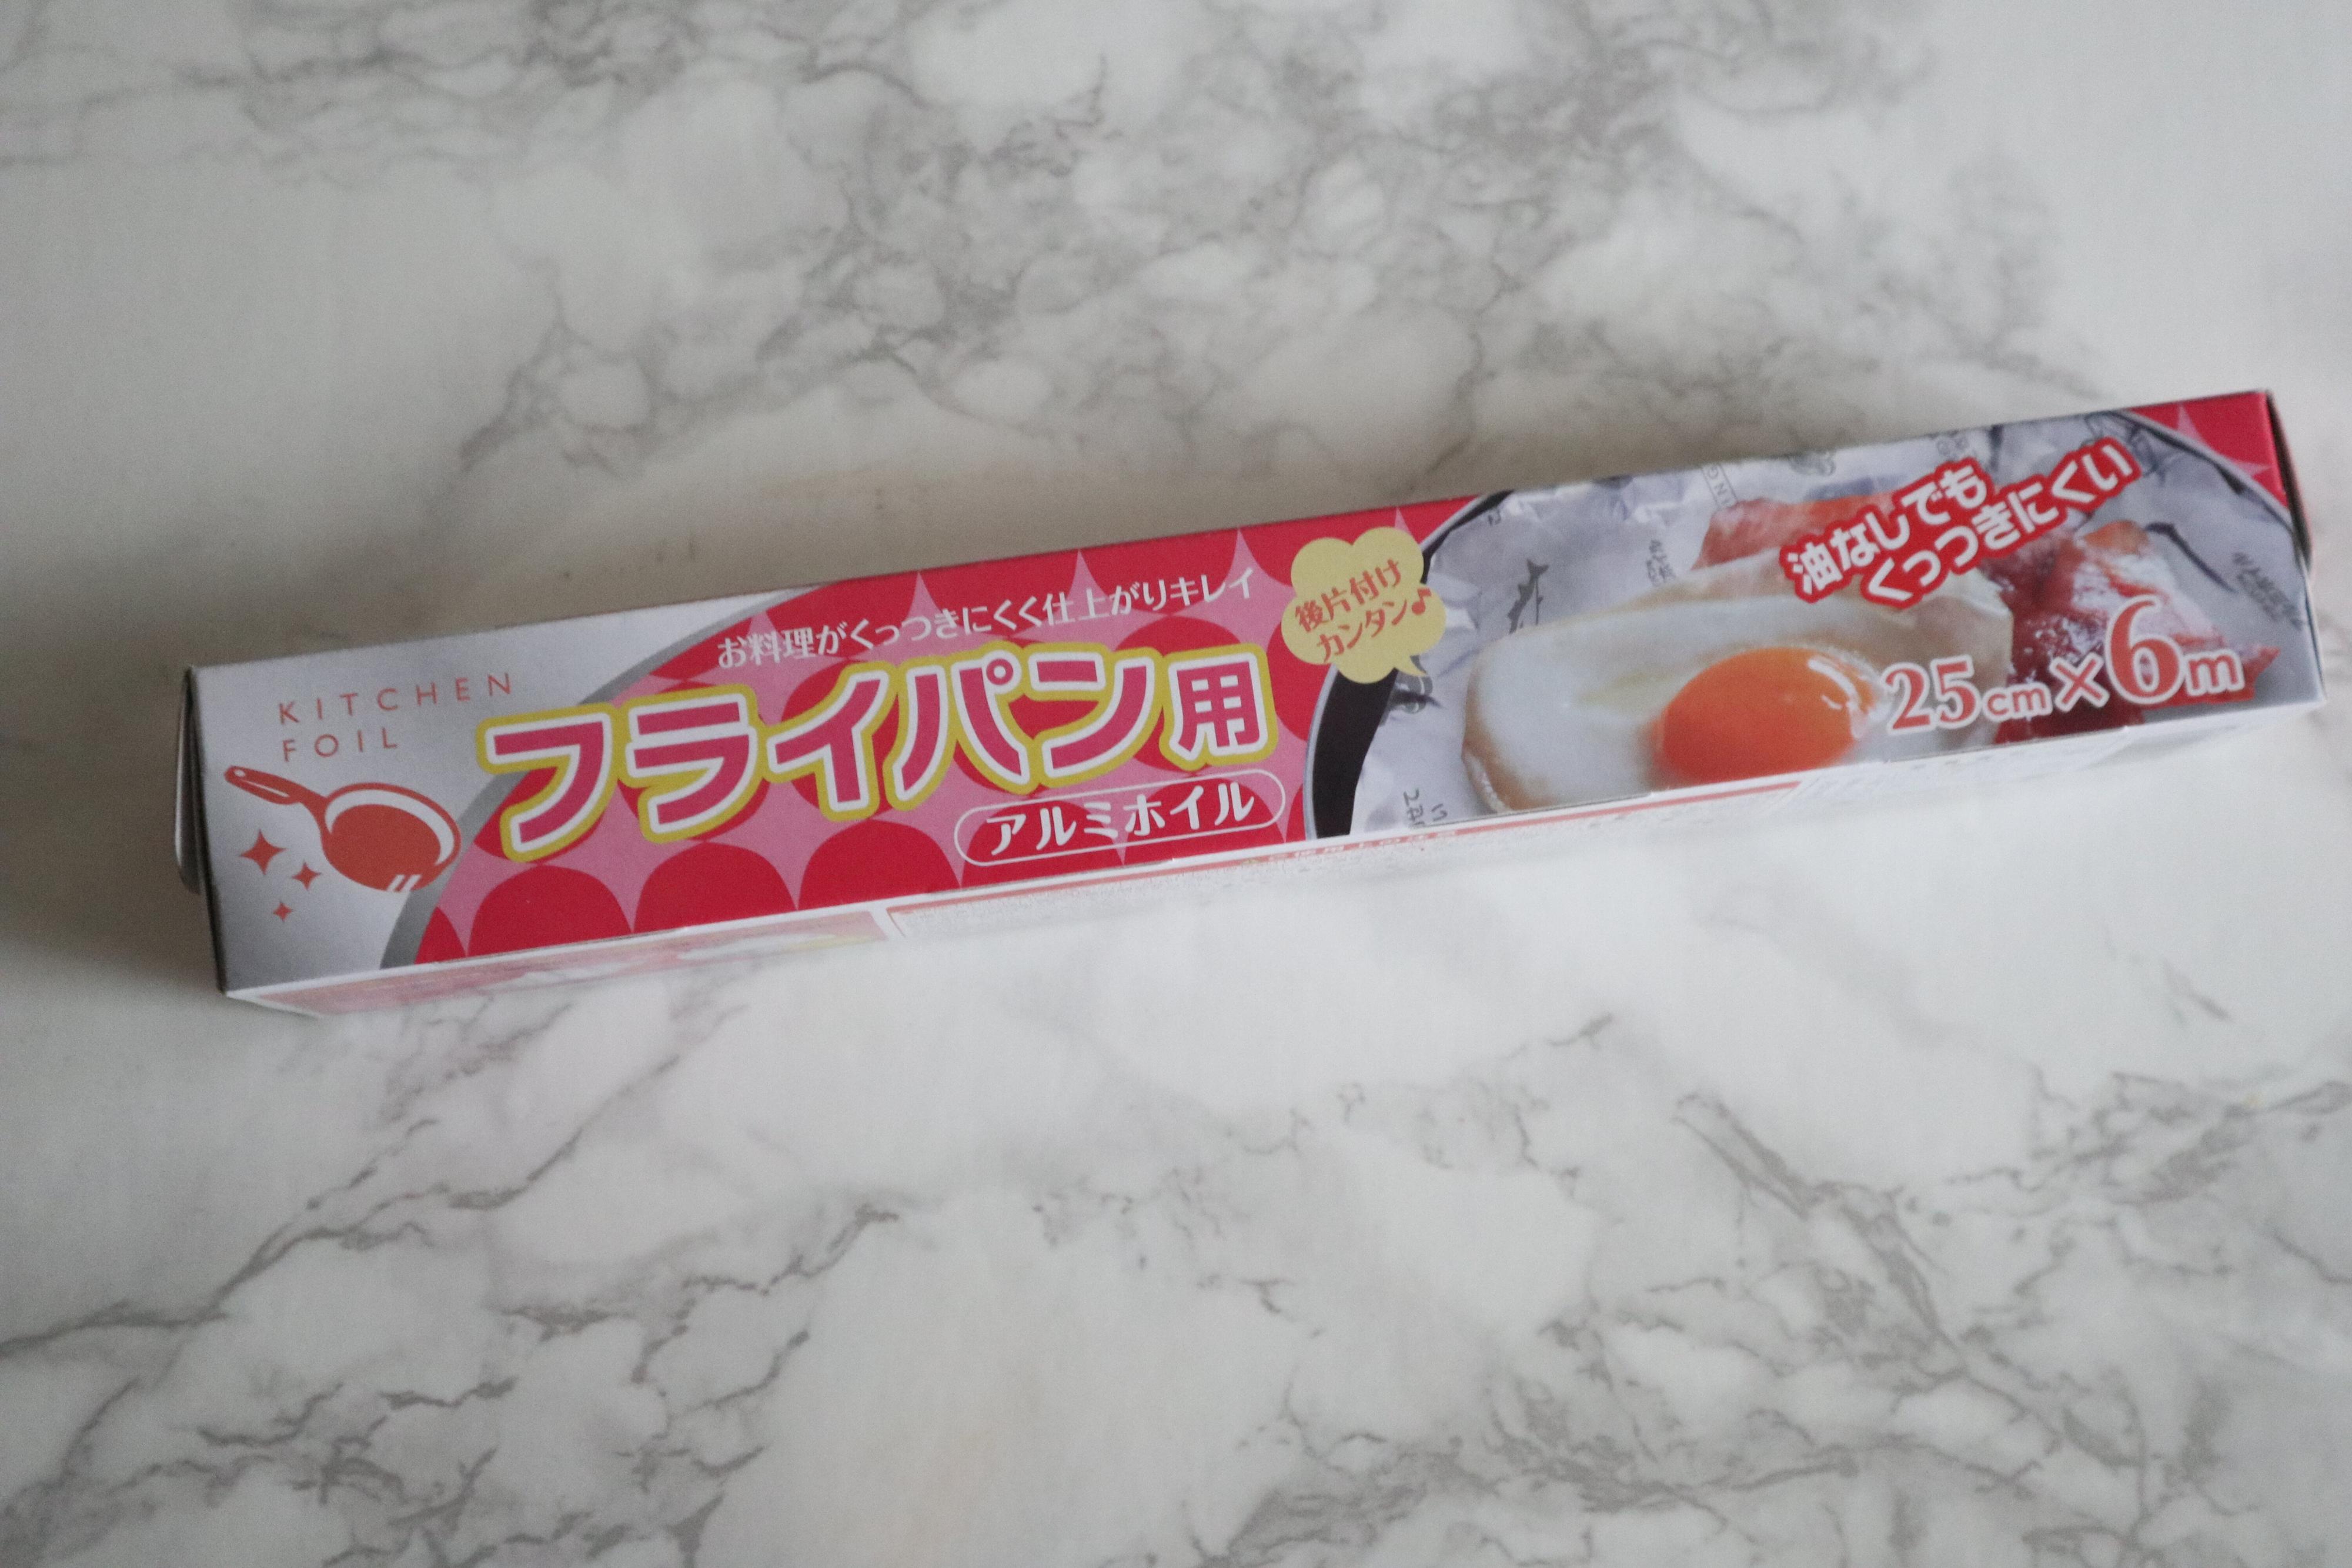 KITCHEN
FOIL
お料理がくっつきにくく仕上がりキレイ
フライパン用
アルミホイル
後片付け
カンタン♪
油なしでも
くっつきにくい
25cm×6m